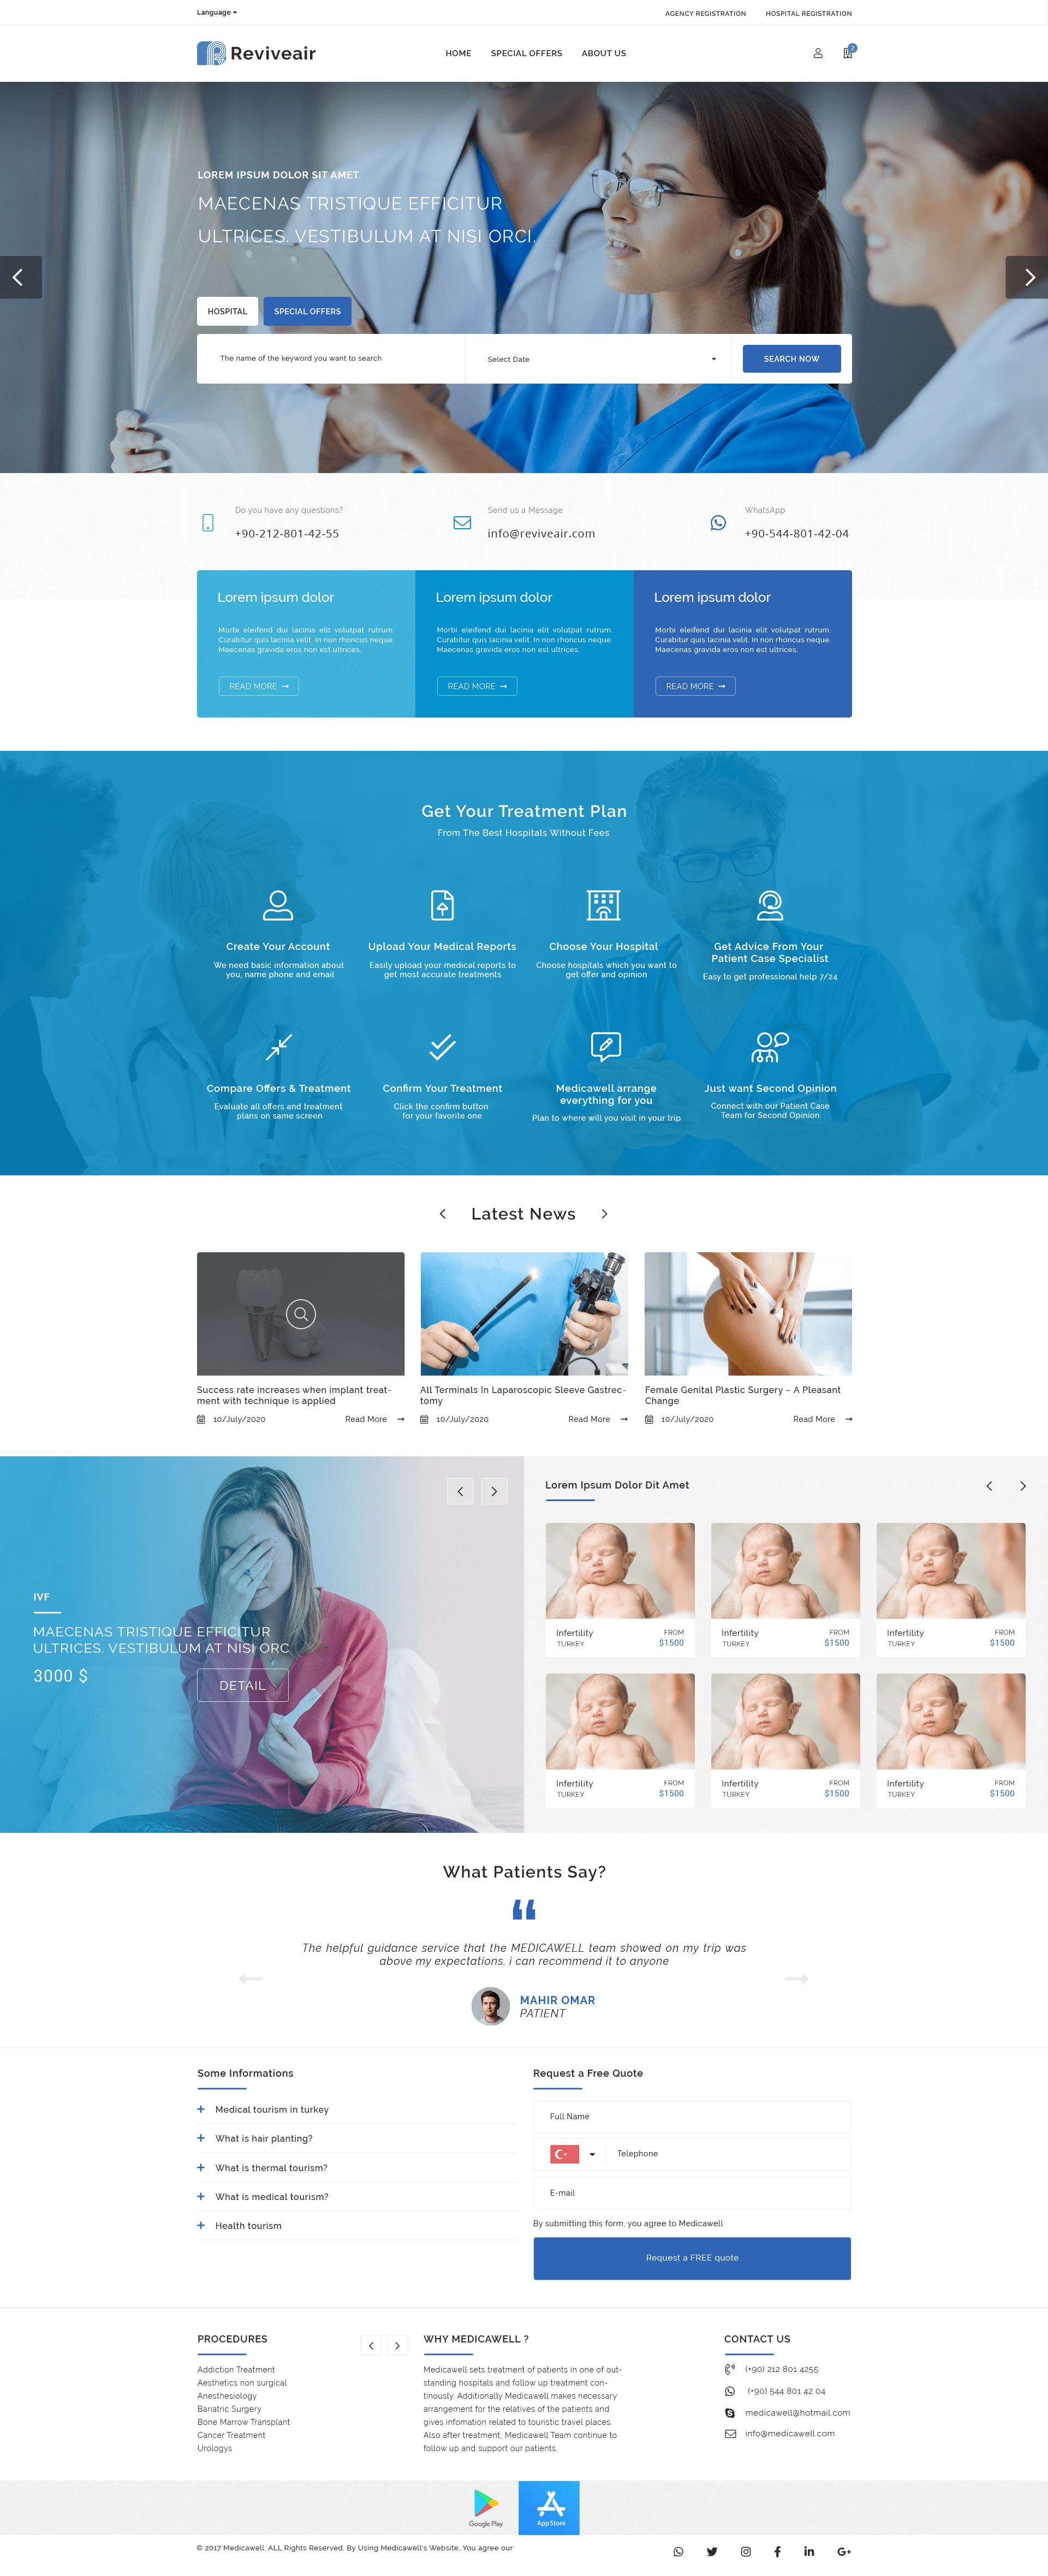 Language
AGENCY REGISTRATION
HOSPITAL REGISTRATION
Reviveair
HOME
SPECIAL OFFERS
ABOUT US
2
LOREM IPSUM DOLOR SIT AMET.
MAECENAS TRISTIQUE EFFICITUR
ULTRICES. VESTIBULUM AT NISI ORCI.
HOSPITAL
SPECIAL OFFERS
The name of the keyword you want to search
Select Date
SEARCH NOW
Do you have any questions?
+90-212-801-42-55
Send us a Message
info@reviveair.com
WhatsApp
+90-544-801-42-04
Lorem ipsum dolor
Morbi eleifend dui lacinia elit volutpat rutrum.
Curabitur quis lacinia velit. In non rhoncus neque.
Maecenas gravida eros non est ultrices,
READ MORE
Lorem ipsum dolor
Morbi eleifend dui lacinia elit volutpat rutrum.
Curabitur quis lacinia velit. In non rhoncus neque.
Maecenas gravida eros non est ultrices,
READ MORE
Lorem ipsum dolor
Morbi eleifend dui lacinia elit volutpat rutrum.
Curabitur quis lacinia velit. In non rhoncus neque.
Maecenas gravida eros non est ultrices,
READ MORE
Get Your Treatment Plan
From The Best Hospitals Without Fees
Create Your Account
We need basic information about
you, name phone and email
Upload Your Medical Reports
Easily upload your medical reports to
get most accurate treatments
Choose Your Hospital
Choose hospitals which you want to
get offer and opinion
Get Advice From Your
Patient Case Specialist
Easy to get professional help 7/24
Compare Offers & Treatment
Evaluate all offers and treatment
plans on same screen
Confirm Your Treatment
Click the confirm button
for your favorite one
Medicawell arrange
everything for you
Plan to where will you visit in your trip
Just want Second Opinion
Connect with our Patient Case
Team for Second Opinion
Latest News
Success rate increases when implant treat-
ment with technique is applied
10/July/2020
Read More
All Terminals In Laparoscopic Sleeve Gastrec-
tomy
10/July/2020
Read More
Female Genital Plastic Surgery – A Pleasant
Change
10/July/2020
Read More
IVF
MAECENAS TRISTIQUE EFFICITUR
ULTRICES. VESTIBULUM AT NISI ORC
3000 $
DETAIL
Lorem Ipsum Dolor Dit Amet
Infertility
FROM
TURKEY
$1500
Infertility
FROM
TURKEY
$1500
Infertility
FROM
TURKEY
$1500
Infertility
FROM
TURKEY
$1500
Infertility
FROM
TURKEY
$1500
Infertility
FROM
TURKEY
$1500
What Patients Say?
The helpful guidance service that the MEDICAWELL team showed on my trip was
above my expectations. i can recommend it to anyone
MAHIR OMAR
PATIENT
Some Informations
Medical tourism in turkey
What is hair planting?
What is thermal tourism?
What is medical tourism?
Health tourism
Request a Free Quote
Full Name
Telephone
E-mail
By submitting this form, you agree to Medicawell
Request a FREE quote
PROCEDURES
Addiction Treatment
Aesthetics non surgical
Anesthesiology
Bariatric Surgery
Bone Marrow Transplant
Cancer Treatment
Urologys
WHY MEDICAWELL ?
Medicawell sets treatment of patients in one of out-
standing hospitals and follow up treatment con-
tinously. Additionally Medicawell makes necessary
arrangement for the relatives of the patients and
gives infomation related to touristic travel places.
Also after treatment, Medicawell Team continue to
follow up and support our patients.
CONTACT US
(+90) 212 801 4255
(+90) 544 801 42 04
medicawell@hotmail.com
info@medicawell.com
Google Play
App Store
© 2017 Medicawell. ALL Rights Reserved. By Using Medicawell's Website, You agree our